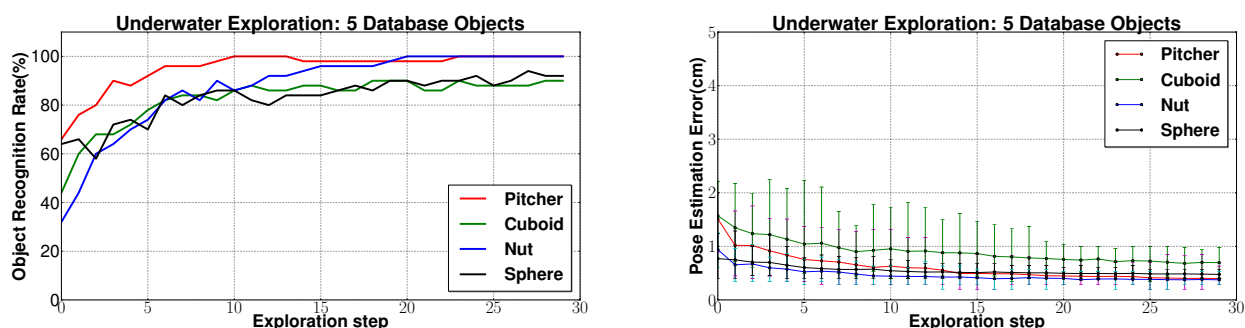 Underwater Exploration: 5 Database Objects
Object Recognition Rate(%)
100
80
60
40
20
0
Pitcher
Cuboid
Nut
Sphere
0 5 10 15 20 25 30
Exploration step
Underwater Exploration: 5 Database Objects
Pose Estimation Error(cm)
5
4
3
2
1
0
Pitcher
Cuboid
Nut
Sphere
0 5 10 15 20 25 30
Exploration step